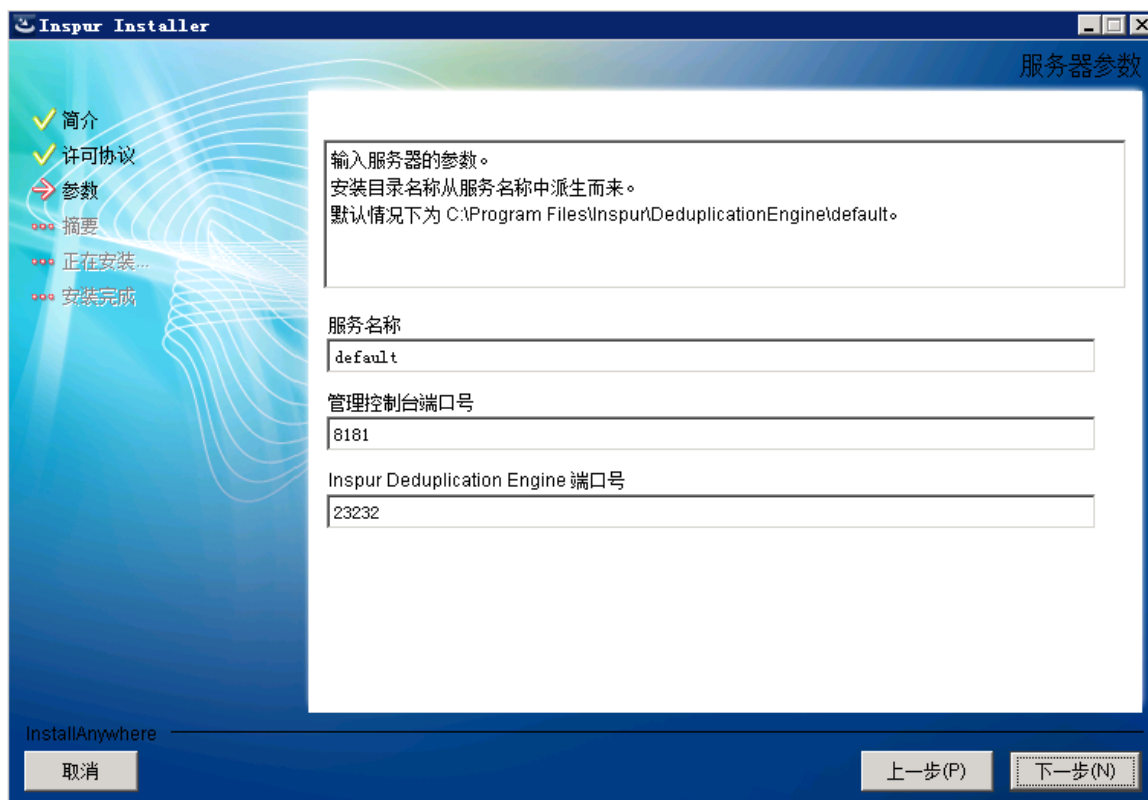 Inspur Installer
服务器参数
简介
许可协议
参数
摘要
正在安装...
安装完成
输入服务器的参数。
安装目录名称从服务名称中派生而来。
默认情况下为 C:\Program Files\Inspur\DeduplicationEngine\default。
服务名称
default
管理控制台端口号
8181
Inspur Deduplication Engine 端口号
23232
InstallAnywhere
取消
上一步(P)
下一步(N)